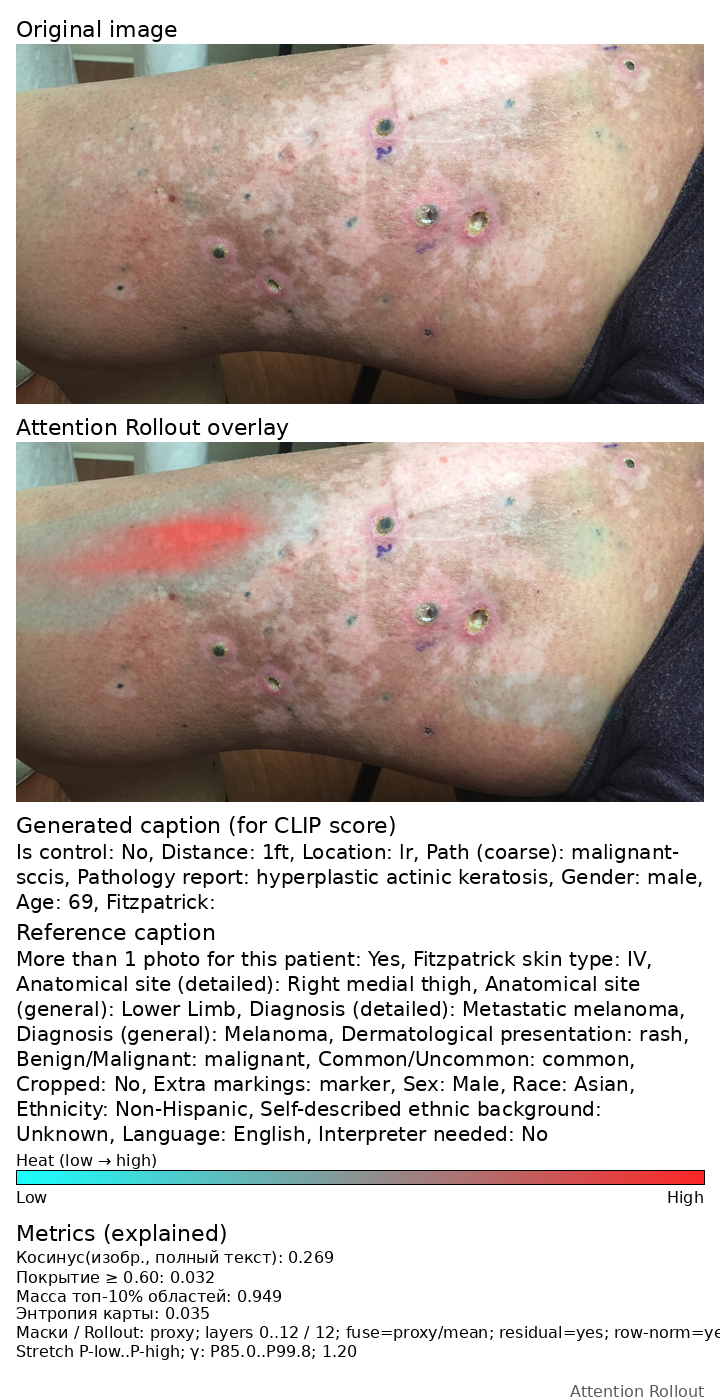 Original image
Attention Rollout overlay
Generated caption (for CLIP score)
Is control: No, Distance: 1ft, Location: lr, Path (coarse): malignant-
sccis, Pathology report: hyperplastic actinic keratosis, Gender: male,
Age: 69, Fitzpatrick:
Reference caption
More than 1 photo for this patient: Yes, Fitzpatrick skin type: IV,
Anatomical site (detailed): Right medial thigh, Anatomical site
(general): Lower Limb, Diagnosis (detailed): Metastatic melanoma,
Diagnosis (general): Melanoma, Dermatological presentation: rash,
Benign/Malignant: malignant, Common/Uncommon: common,
Cropped: No, Extra markings: marker, Sex: Male, Race: Asian,
Ethnicity: Non-Hispanic, Self-described ethnic background:
Unknown, Language: English, Interpreter needed: No
Heat (low → high)
Low High
Metrics (explained)
Косинус(изобр., полный текст): 0.269
Покрытие ≥ 0.60: 0.032
Масса топ-10% областей: 0.949
Энтропия карты: 0.035
Маски / Rollout: proxy; layers 0..12 / 12; fuse=proxy/mean; residual=yes; row-norm=ye
Stretch P-low..P-high; γ: P85.0..P99.8; 1.20
Attention Rollout